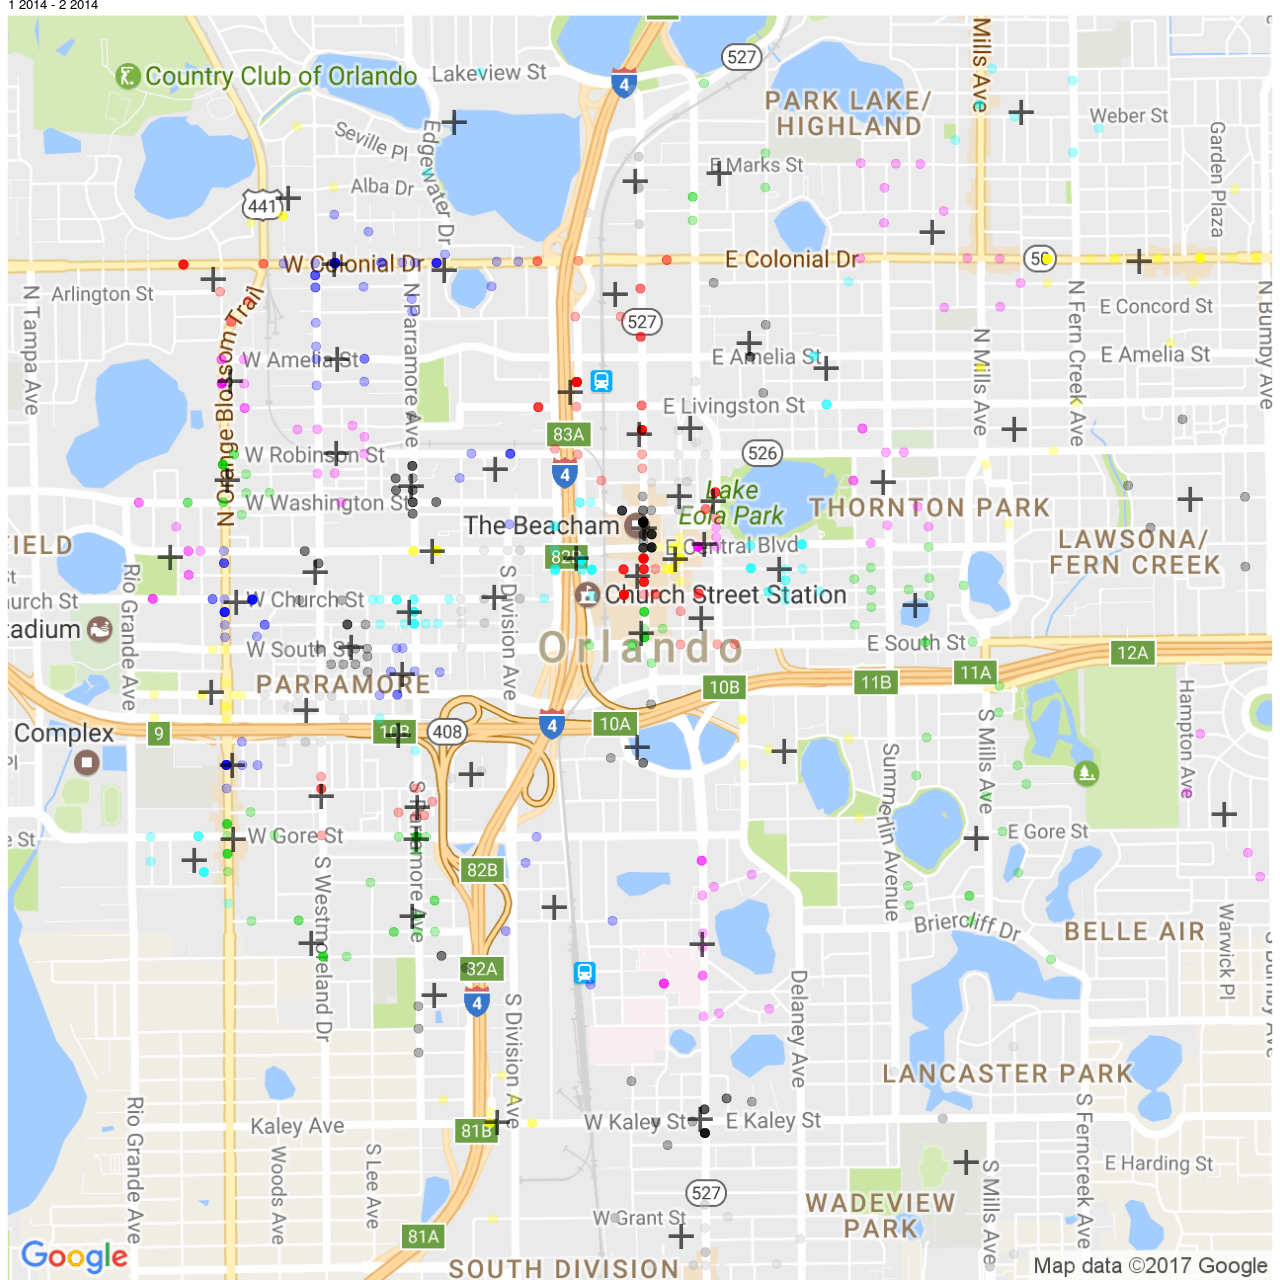 1 2014 - 2 2014
Country Club of Orlando
Lakeview St
4
527
Mills Ave
PARK LAKE/
HIGHLAND
Weber St
Seville Pl
Edgewater Dr
Garden Plaza
E Marks St
Alba Dr
441
W Colonial Dr
E Colonial Dr
50
Arlington St
N Tampa Ave
N Parramore Ave
527
E Concord St
N Fern Creek Ave
N Bumby Ave
N Orange Blossom Trail
W Amelia St
E Amelia St
E Amelia St
N Mills Ave
E Livingston St
83A
W Robinson St
526
4
W Washington St
Lake
Eola Park
THORNTON PARK
The Beacham
FIELD
E Central Blvd
LAWSONA/
FERN CREEK
82B
Rio Grande Ave
S Division Ave
W Church St
Church Street Station
tadium
W South St
Orlando
E South St
12A
11A
11B
10B
PARRAMORE
10A
4
408
10B
9
Complex
S Mills Ave
Hampton Ave
Summerlin Avenue
S Parramore Ave
W Gore St
E Gore St
e St
S Westmoreland Dr
82B
Briercliff Dr
BELLE AIR
Warwick Pl
S Bumby Ave
82A
4
S Division Ave
Delaney Ave
LANCASTER PARK
Rio Grande Ave
Kaley Ave
81B
W Kaley St
E Kaley St
S Ferncreek Ave
Woods Ave
S Lee Ave
E Harding St
S Mills Ave
527
WADEVIEW
PARK
W Grant St
81A
SOUTH DIVISION
Google
Map data ©2017 Google